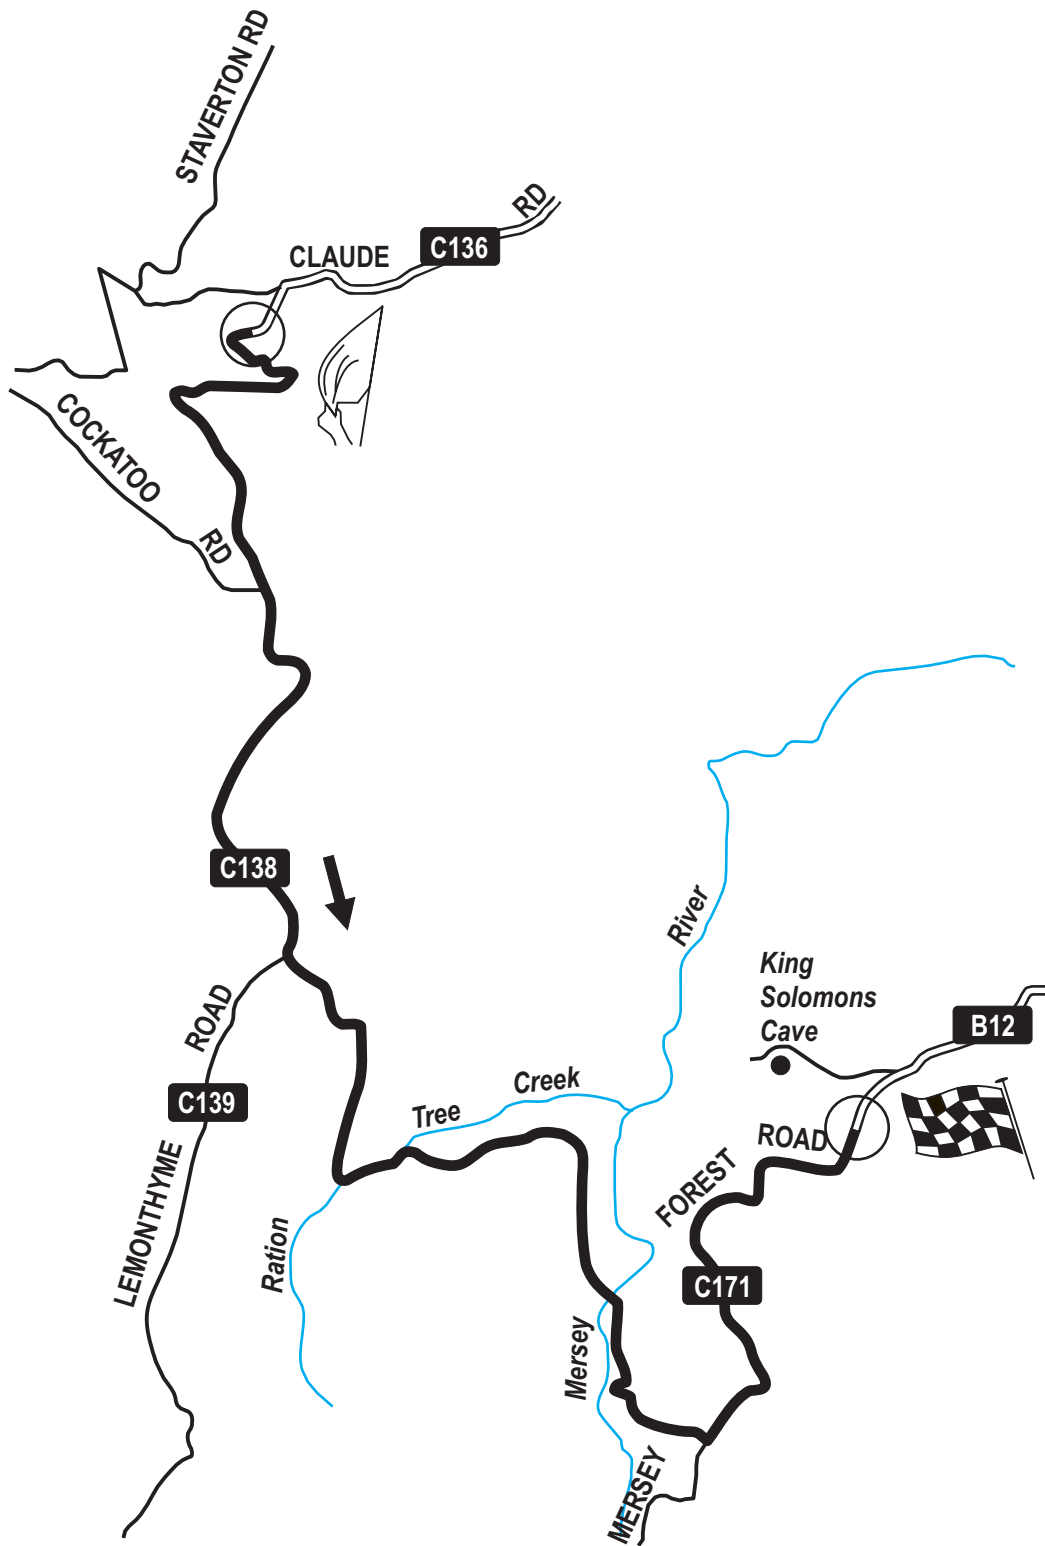 STAVERTON RD
CLAUDE
C136
RD
COCKATOO
RD
C138
River
King
Solomons
Cave
B12
ROAD
C139
LEMONTHYME
Creek
Tree
Ration
ROAD
FOREST
C171
Mersey
MERSEY